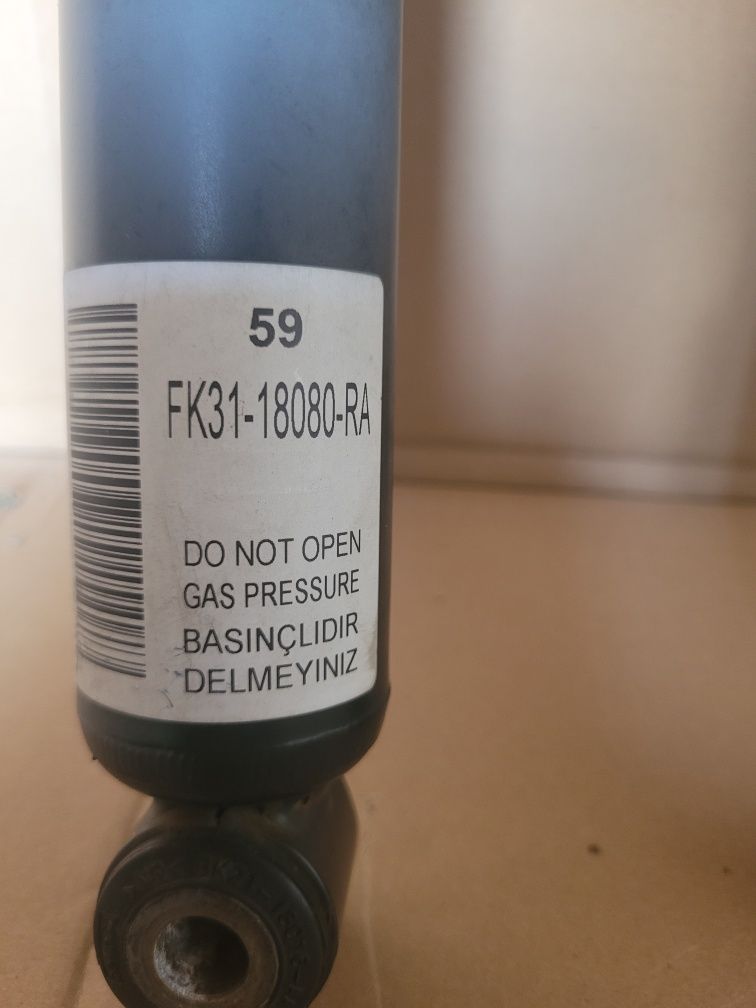 59
FK31-18080-RA
DO NOT OPEN
GAS PRESSURE
BASINÇLIDIR
DELMEYINIZ